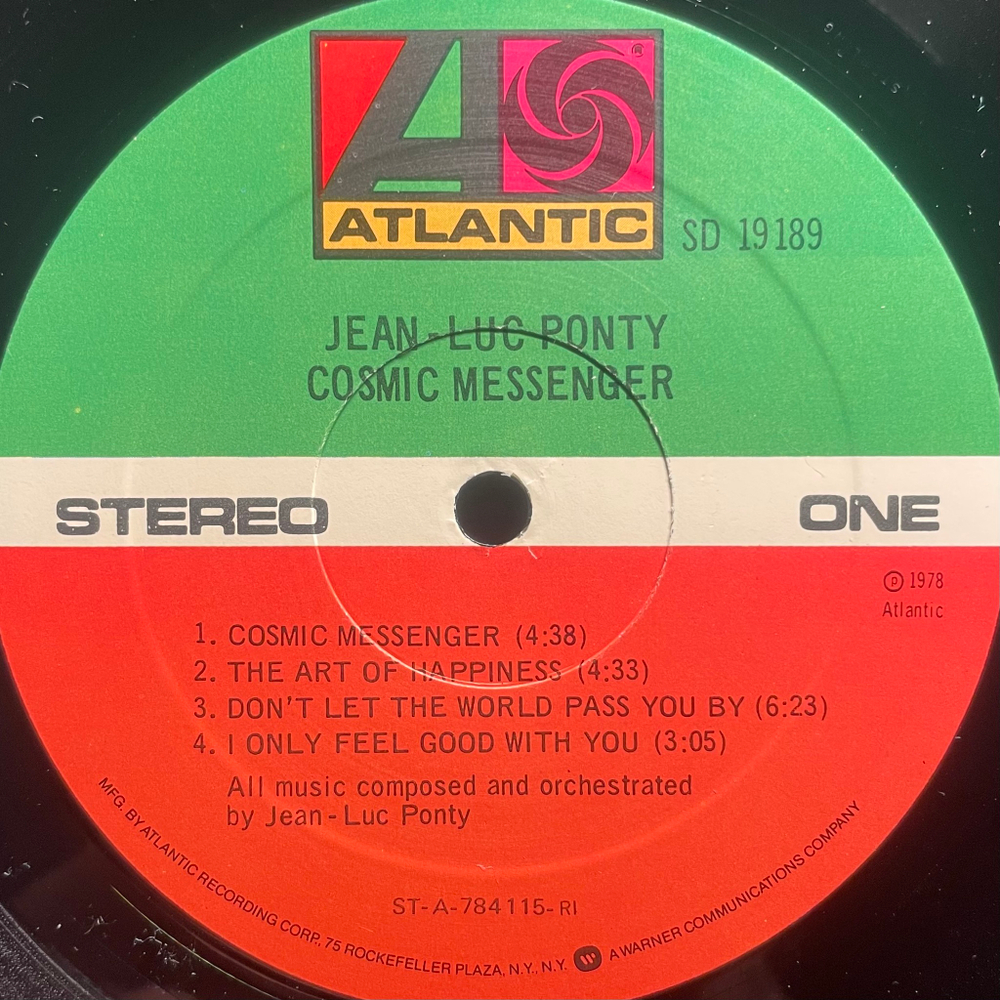 ®
ATLANTIC
SD 19189
JEAN-LUC PONTY
COSMIC MESSENGER
STEREO
ONE
Ⓟ 1978
Atlantic
1. COSMIC MESSENGER (4:38)
2. THE ART OF HAPPINESS (4:33)
3. DON'T LET THE WORLD PASS YOU BY (6:23)
4. I ONLY FEEL GOOD WITH YOU (3:05)
All music composed and orchestrated
by Jean-Luc Ponty
ST-A-784115-RI
MFG. BY ATLANTIC RECORDING CORP., 75 ROCKEFELLER PLAZA, N.Y., N.Y. W A WARNER COMMUNICATIONS COMPANY